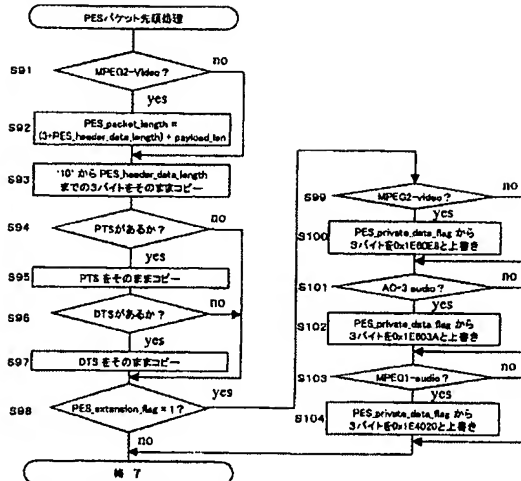 PESパケット先頭処理
S91
MPEG2-Video？
no
yes
S92
PES_packet_length =
(3+PES_header_data_length) + payload_len
S93
'10' から PES_header_data_length
までの3バイトをそのままコピー
S94
PTSがあるか？
no
yes
S95
PTS をそのままコピー
S96
DTSがあるか？
no
yes
S97
DTS をそのままコピー
S98
PES_extension_flag = 1？
yes
no
終 了
S99
MPEG2-video？
no
yes
S100
PES_private_data_flag から
3バイトを0x1E60E8と上書き
S101
AC-3 audio？
no
yes
S102
PES_private_data flag から
3バイトを0x1E603Aと上書き
S103
MPEG1-audio？
no
yes
S104
PES_private_data_flag から
3バイトを0x1E4020と上書き